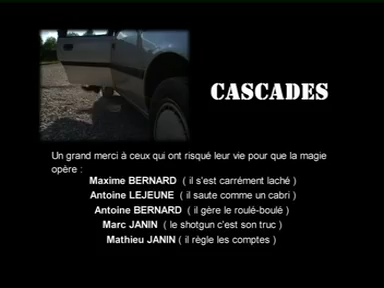 CASCADES
Un grand merci à ceux qui ont risqué leur vie pour que la magie
opère :
Maxime BERNARD ( il s'est carrément laché )
Antoine LEJEUNE ( il saute comme un cabri )
Antoine BERNARD ( il gère le roulé-boulé )
Marc JANIN ( le shotgun c'est son truc )
Mathieu JANIN ( il règle les comptes )